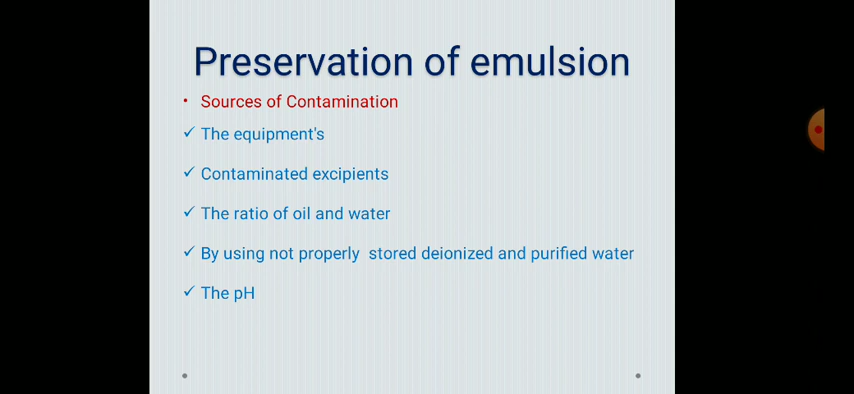 Preservation of emulsion
• Sources of Contamination
✓ The equipment's
✓ Contaminated excipients
✓ The ratio of oil and water
✓ By using not properly stored deionized and purified water
✓ The pH